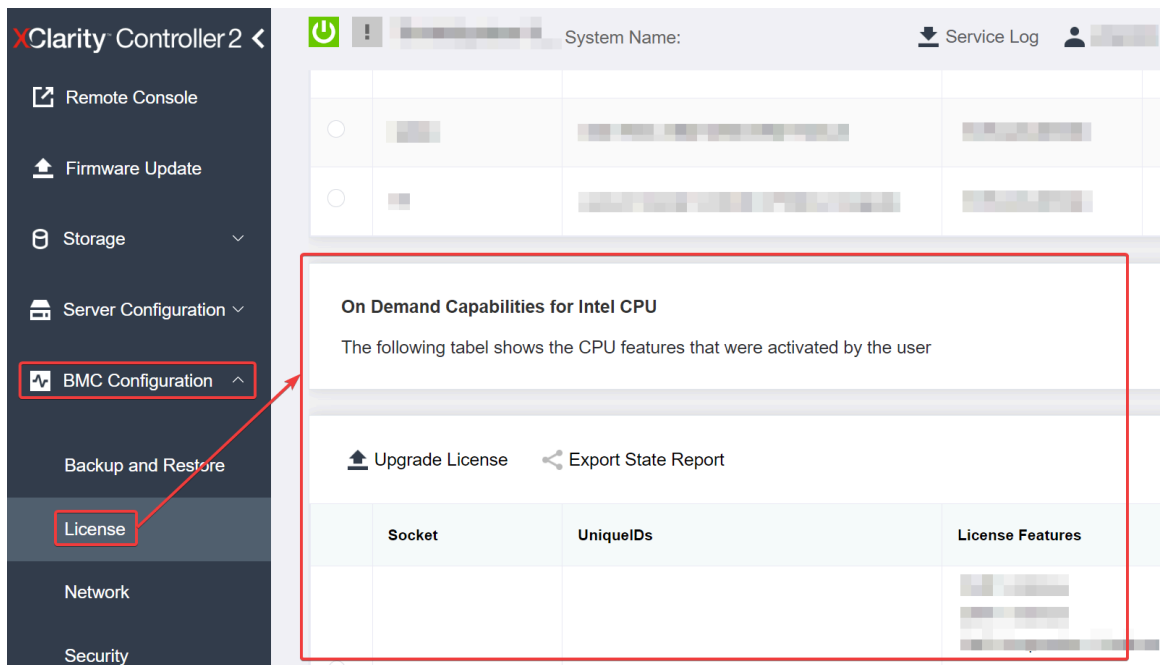 XClarity Controller 2
System Name:
Service Log
Remote Console
Firmware Update
Storage
Server Configuration
BMC Configuration
Backup and Restore
License
Network
Security
On Demand Capabilities for Intel CPU
The following tabel shows the CPU features that were activated by the user
Upgrade License
Export State Report
Socket
UniqueIDs
License Features